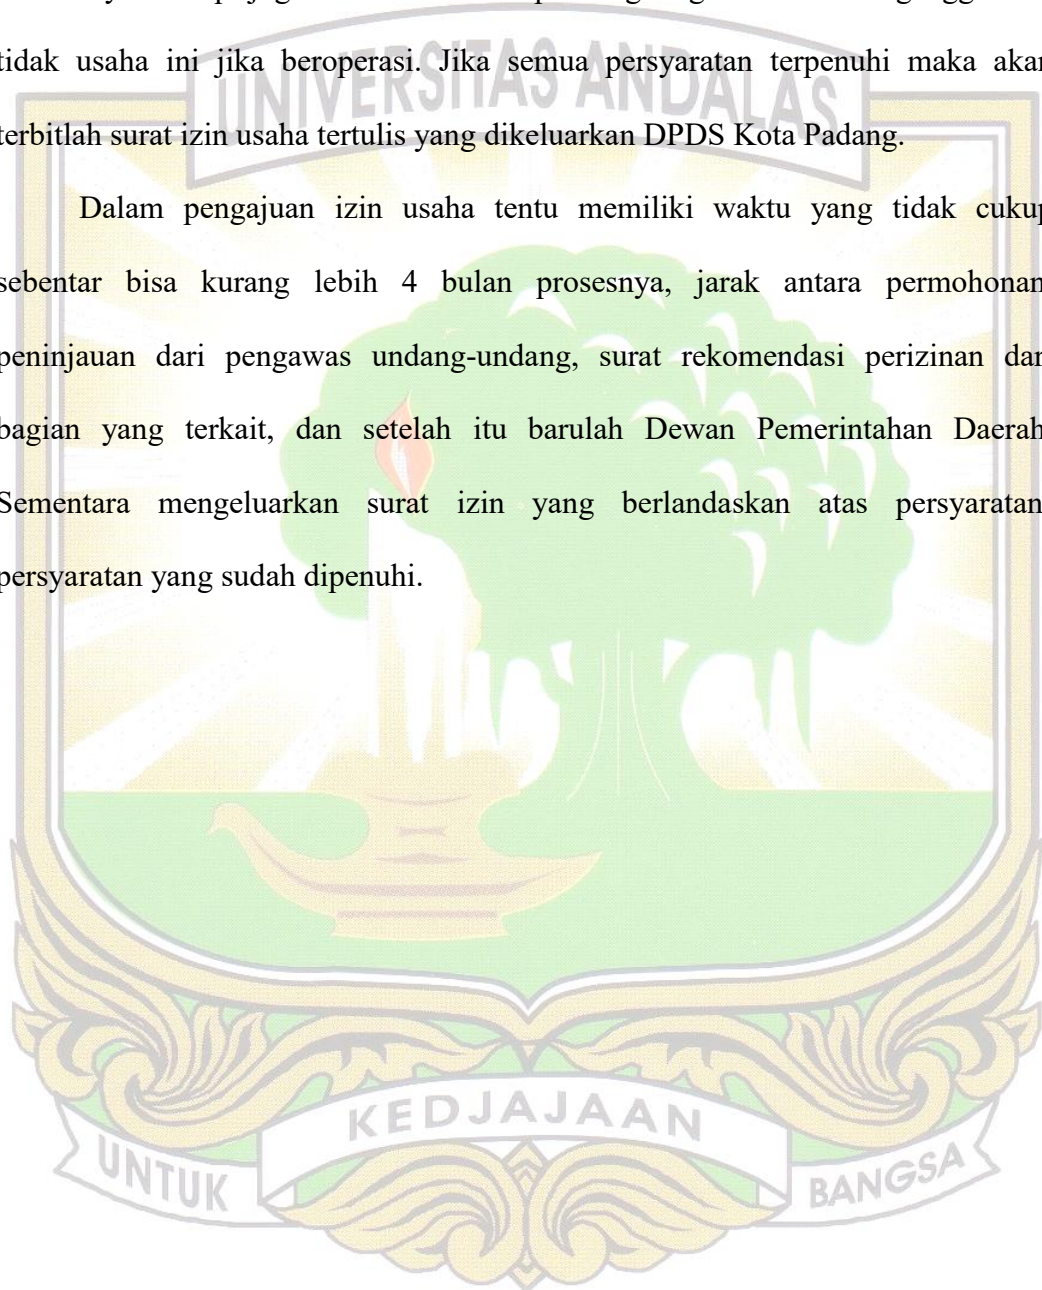 tidak usaha ini jika beroperasi. Jika semua persyaratan terpenuhi maka akan
terbitlah surat izin usaha tertulis yang dikeluarkan DPDS Kota Padang.
Dalam pengajuan izin usaha tentu memiliki waktu yang tidak cukup
sebentar bisa kurang lebih 4 bulan prosesnya, jarak antara permohonan
peninjauan dari pengawas undang-undang, surat rekomendasi perizinan dar
bagian yang terkait, dan setelah itu barulah Dewan Pemerintahan Daerah
Sementara mengeluarkan surat izin yang berlandaskan atas persyaratan
persyaratan yang sudah dipenuhi.
UNIVERSITAS ANDALAS
UNTUK
KEDJAJAAN
BANGSA